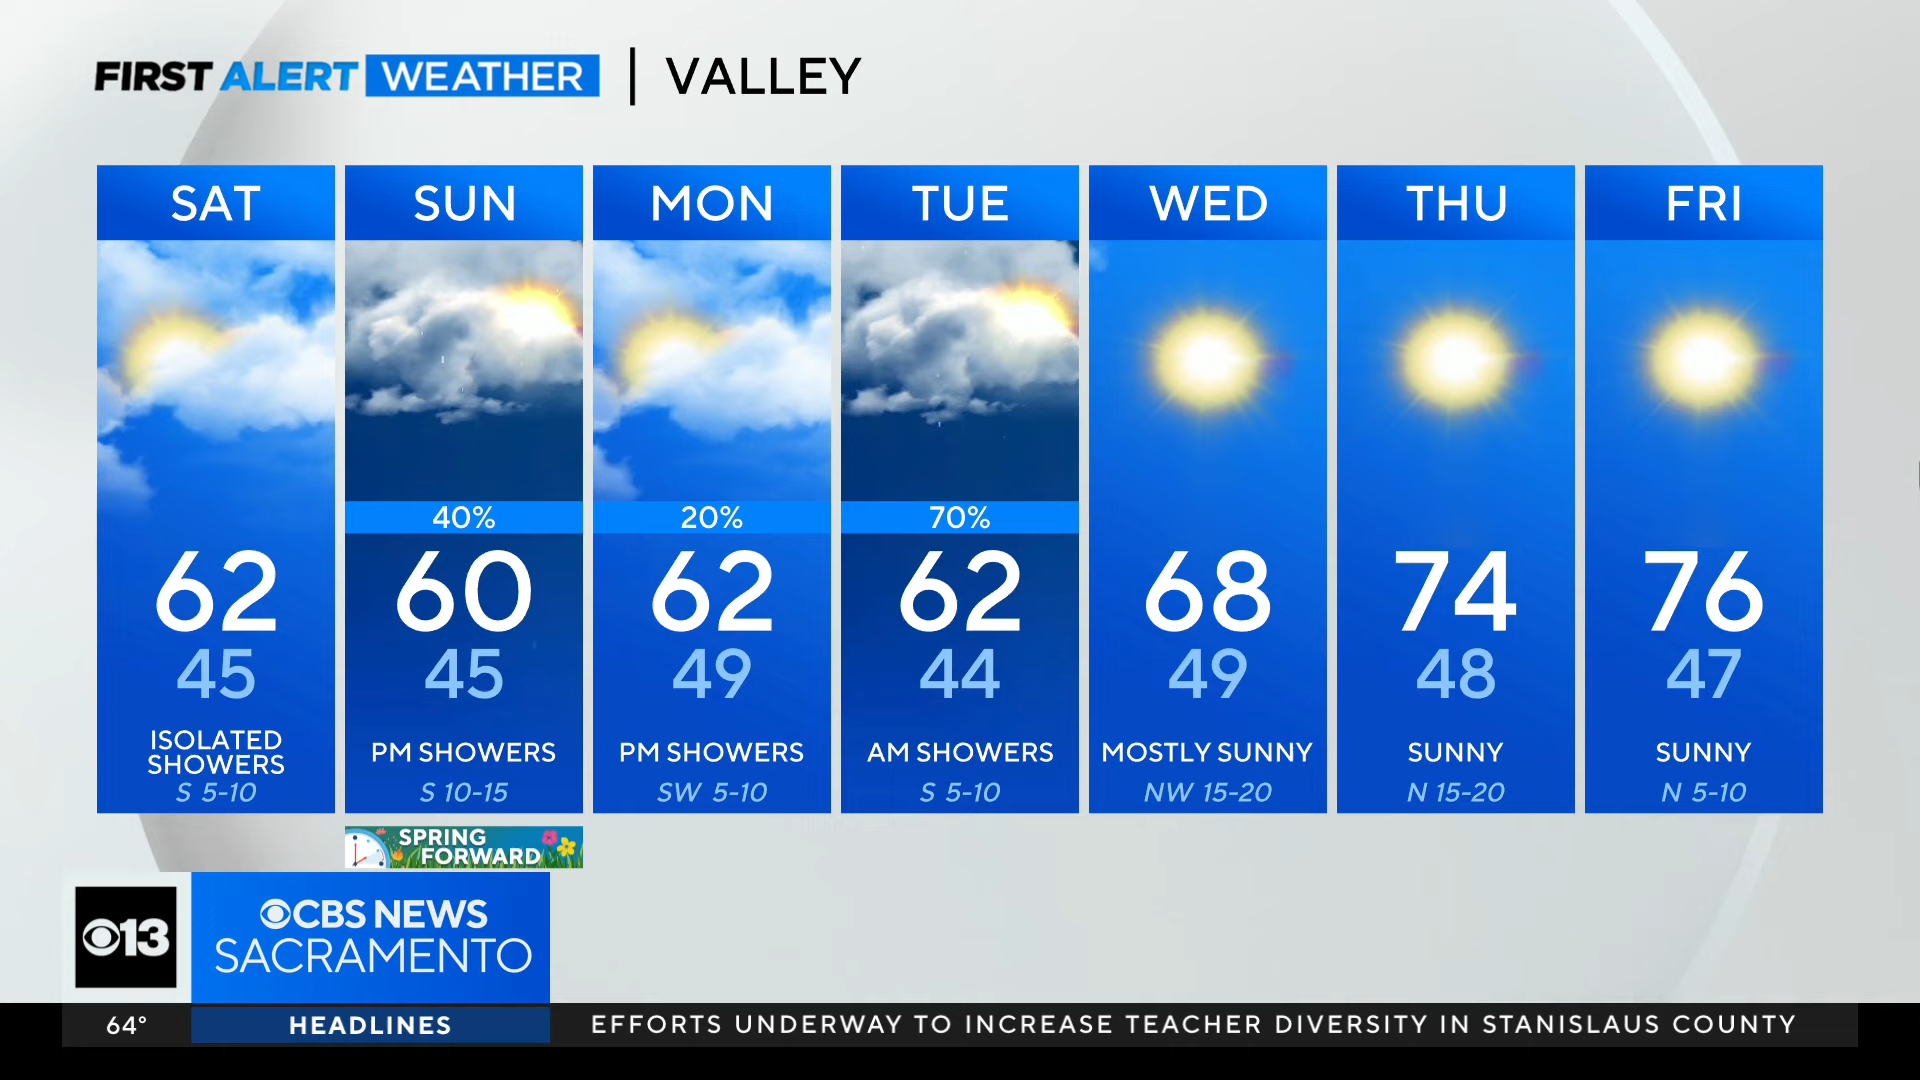 FIRST ALERT WEATHER | VALLEY
SAT SUN MON TUE WED THU FRI
40% 20% 70%
62 60 62 62 68 74 76
45 45 49 44 49 48 47
ISOLATED
SHOWERS
PM SHOWERS
PM SHOWERS
AM SHOWERS
MOSTLY SUNNY
SUNNY
SUNNY
S 5-10
S 10-15
SW 5-10
S 5-10
NW 15-20
N 15-20
N 5-10
SPRING
FORWARD
13
CBS NEWS
SACRAMENTO
64°
HEADLINES
EFFORTS UNDERWAY TO INCREASE TEACHER DIVERSITY IN STANISLAUS COUNTY